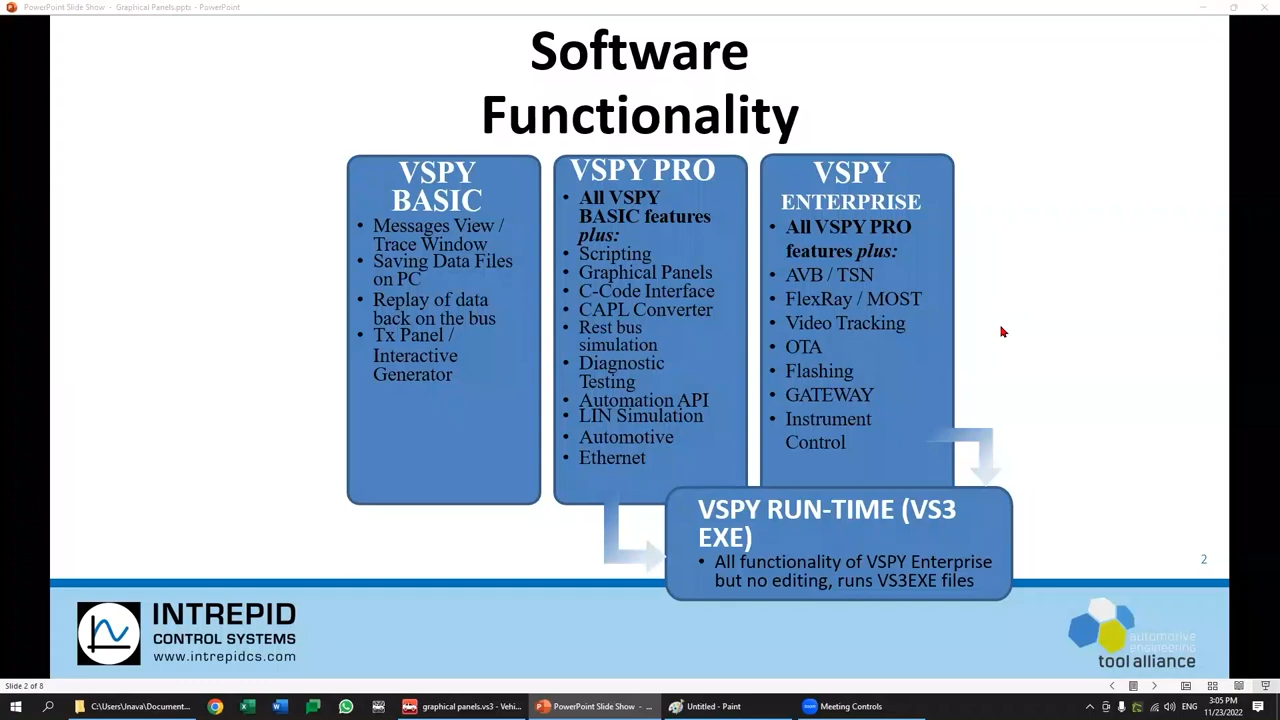 PowerPoint Slide Show - Graphical Panels.ppts - PowerPoint
Software
Functionality
VSPY
BASIC
• Messages View /
Trace Window
• Saving Data Files
on PC
• Replay of data
back on the bus
• Tx Panel /
Interactive
Generator
VSPY PRO
• All VSPY
BASIC features
plus:
• Scripting
• Graphical Panels
• C-Code Interface
• CAPL Converter
• Rest bus
simulation
• Diagnostic
Testing
• Automation API
• LIN Simulation
• Automotive
• Ethernet
VSPY
ENTERPRISE
• All VSPY PRO
features plus:
• AVB / TSN
• FlexRay / MOST
• Video Tracking
• OTA
• Flashing
• GATEWAY
• Instrument
Control
VSPY RUN-TIME (VS3
EXE)
• All functionality of VSPY Enterprise
but no editing, runs VS3EXE files
2
INTREPID
CONTROL SYSTEMS
www.intrepidcs.com
automotive
engineering
tool alliance
Slide 2 of 8
C:\Users\lnava\Document...
graphical panels.vs3 - Vehi...
PowerPoint Slide Show - ...
Untitled - Paint
Meeting Controls
ENG
3:05 PM
11/23/2022